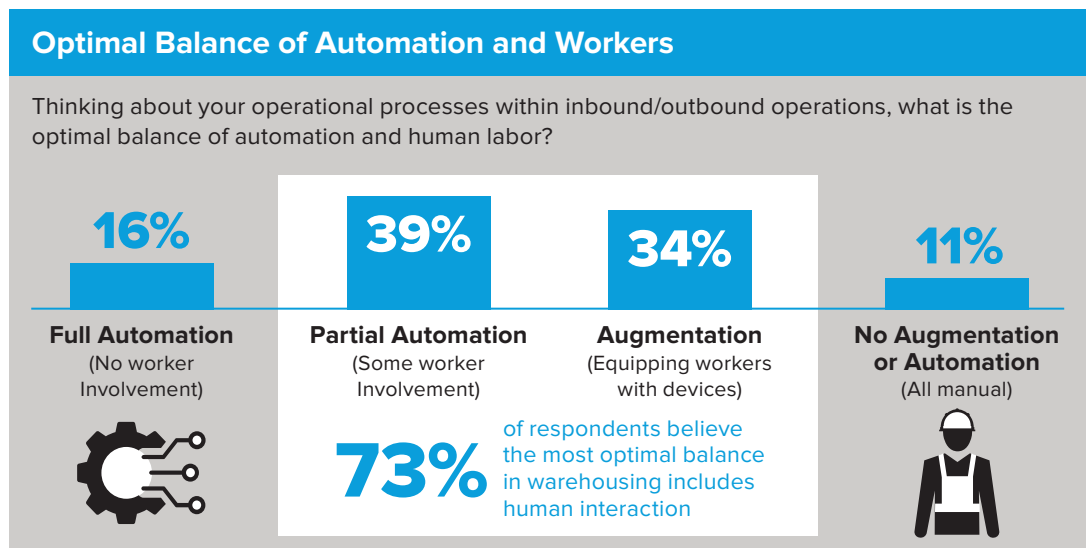 Optimal Balance of Automation and Workers
Thinking about your operational processes within inbound/outbound operations, what is the
optimal balance of automation and human labor?
16%
39%
34%
11%
Full Automation
(No worker
Involvement)
Partial Automation
(Some worker
Involvement)
Augmentation
(Equipping workers
with devices)
No Augmentation
or Automation
(All manual)
73%
of respondents believe
the most optimal balance
in warehousing includes
human interaction